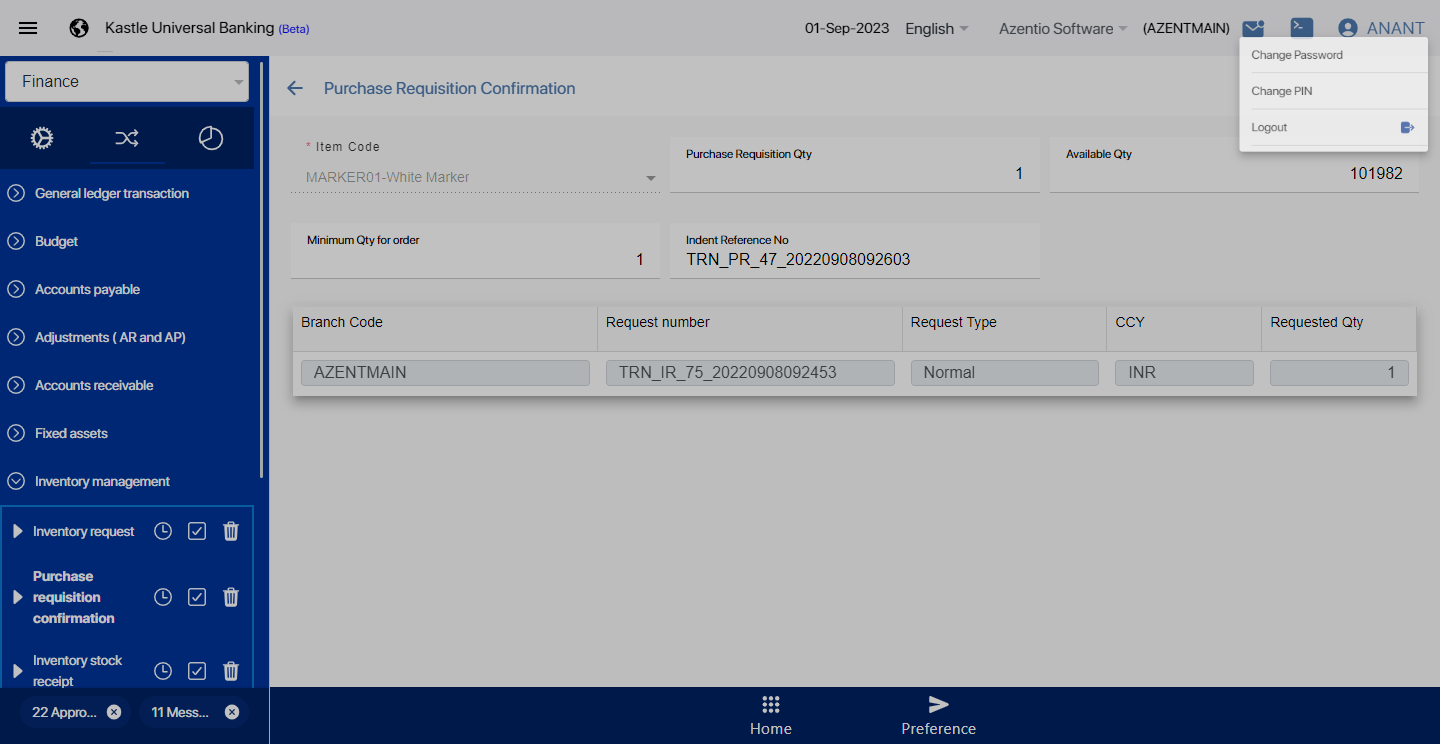 Kastle Universal Banking (Beta)
01-Sep-2023
English
Azentio Software
(AZENTMAIN)
ANANT
Change Password
Change PIN
Logout
Finance
General ledger transaction
Budget
Accounts payable
Adjustments ( AR and AP)
Accounts receivable
Fixed assets
Inventory management
Inventory request
Purchase
requisition
confirmation
Inventory stock
receipt
22 Appro...
11 Mess...
Purchase Requisition Confirmation
* Item Code
MARKER01-White Marker
Purchase Requisition Qty
1
Available Qty
101982
Minimum Qty for order
1
Indent Reference No
TRN_PR_47_20220908092603
Branch Code Request number Request Type CCY Requested Qty
AZENTMAIN TRN_IR_75_20220908092453 Normal INR 1
Home
Preference